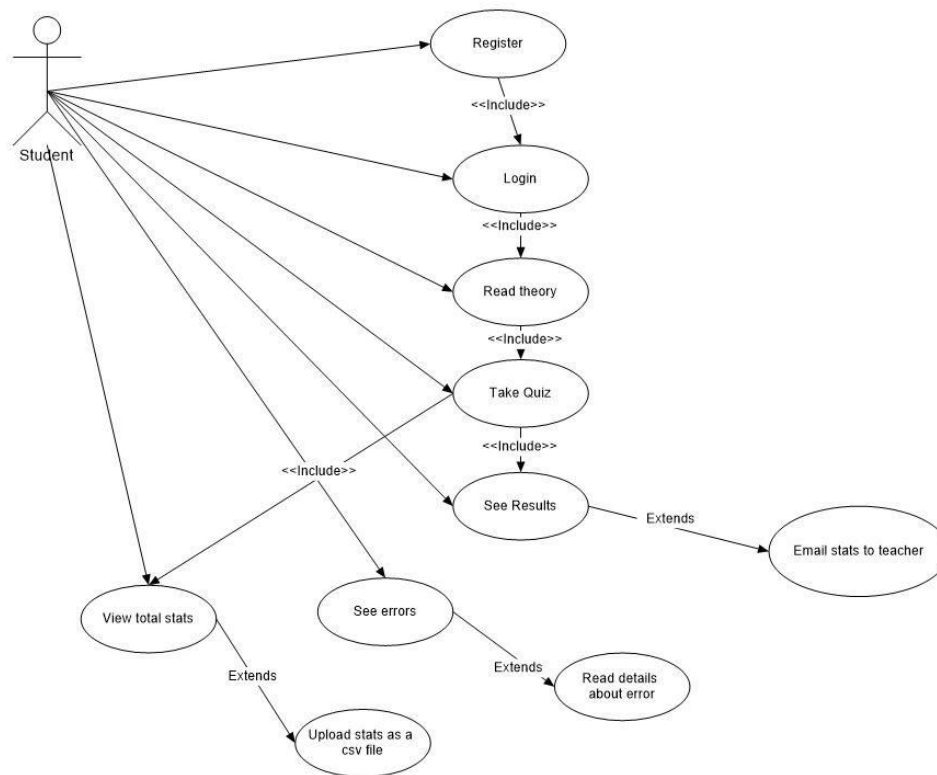 Register
<<Include>>
Student
Login
<<Include>>
Read theory
<<Include>>
Take Quiz
<<Include>>
<<Include>>
See Results
Extends
Email stats to teacher
View total stats
See errors
Extends
Extends
Read details
about error
Upload stats as a
csv file